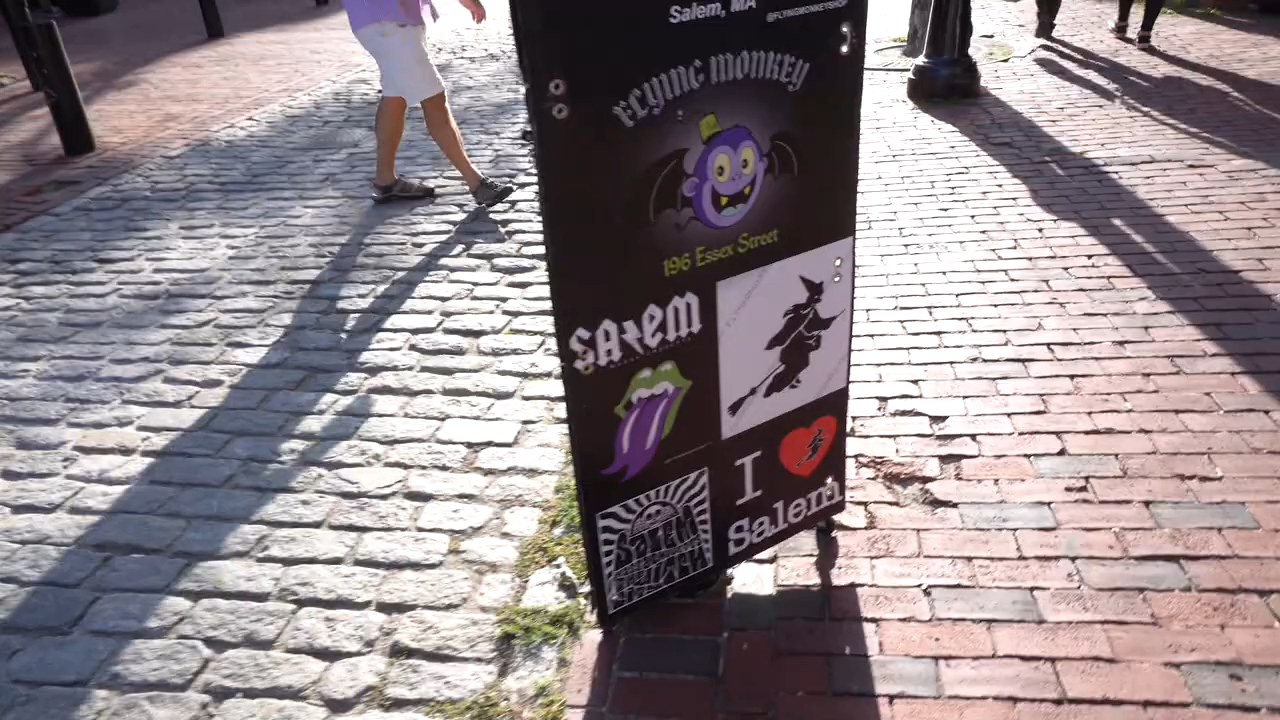 Salem, MA
@FLYINGMONKEYSHOP
FLYING MONKEY
196 Essex Street
SALEM
I
Salem